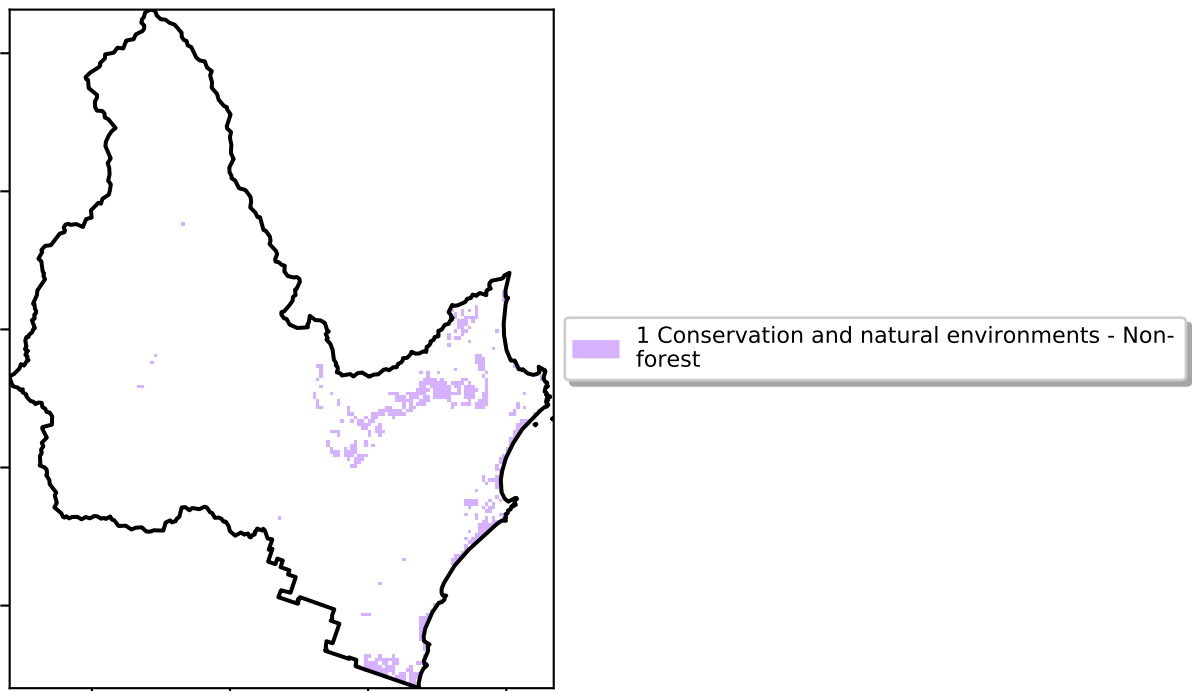 1 Conservation and natural environments - Non-
forest